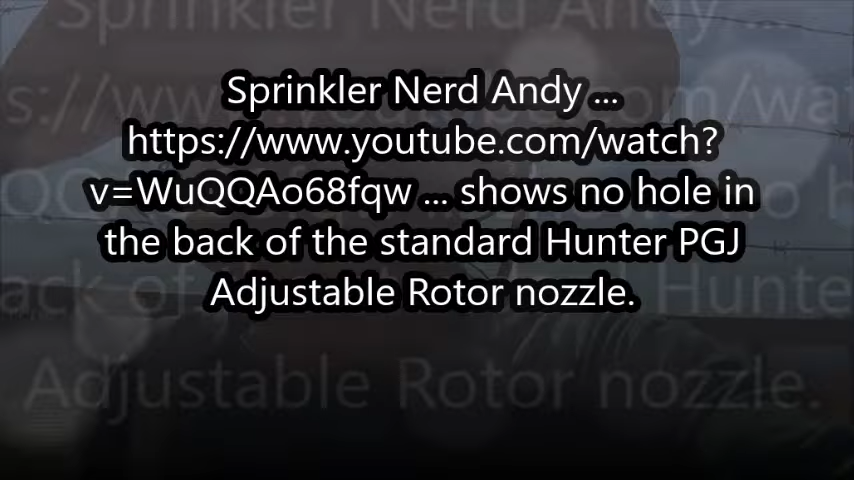 Sprinkler Nerd Andy ...
https://www.youtube.com/watch?
v=WuQQAo68fqw ... shows no hole in
the back of the standard Hunter PGJ
Adjustable Rotor nozzle.